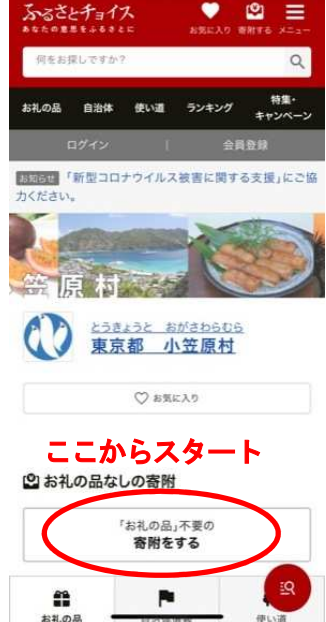 ふるさとチョイス
あなたの意思をふるさとに
お気に入り 寄附する メニュー
何をお探しですか?
お礼の品 自治体 使い道 ランキング 特集・
キャンペーン
ログイン | 会員登録
お知らせ 「新型コロナウイルス被害に関する支援」にご協
力ください。
笠原村
とうきょうと おがさわらむら
東京都 小笠原村
お気に入り
ここからスタート
お礼の品なしの寄附
「お礼の品」不要の
寄附をする
お礼の品 使い道